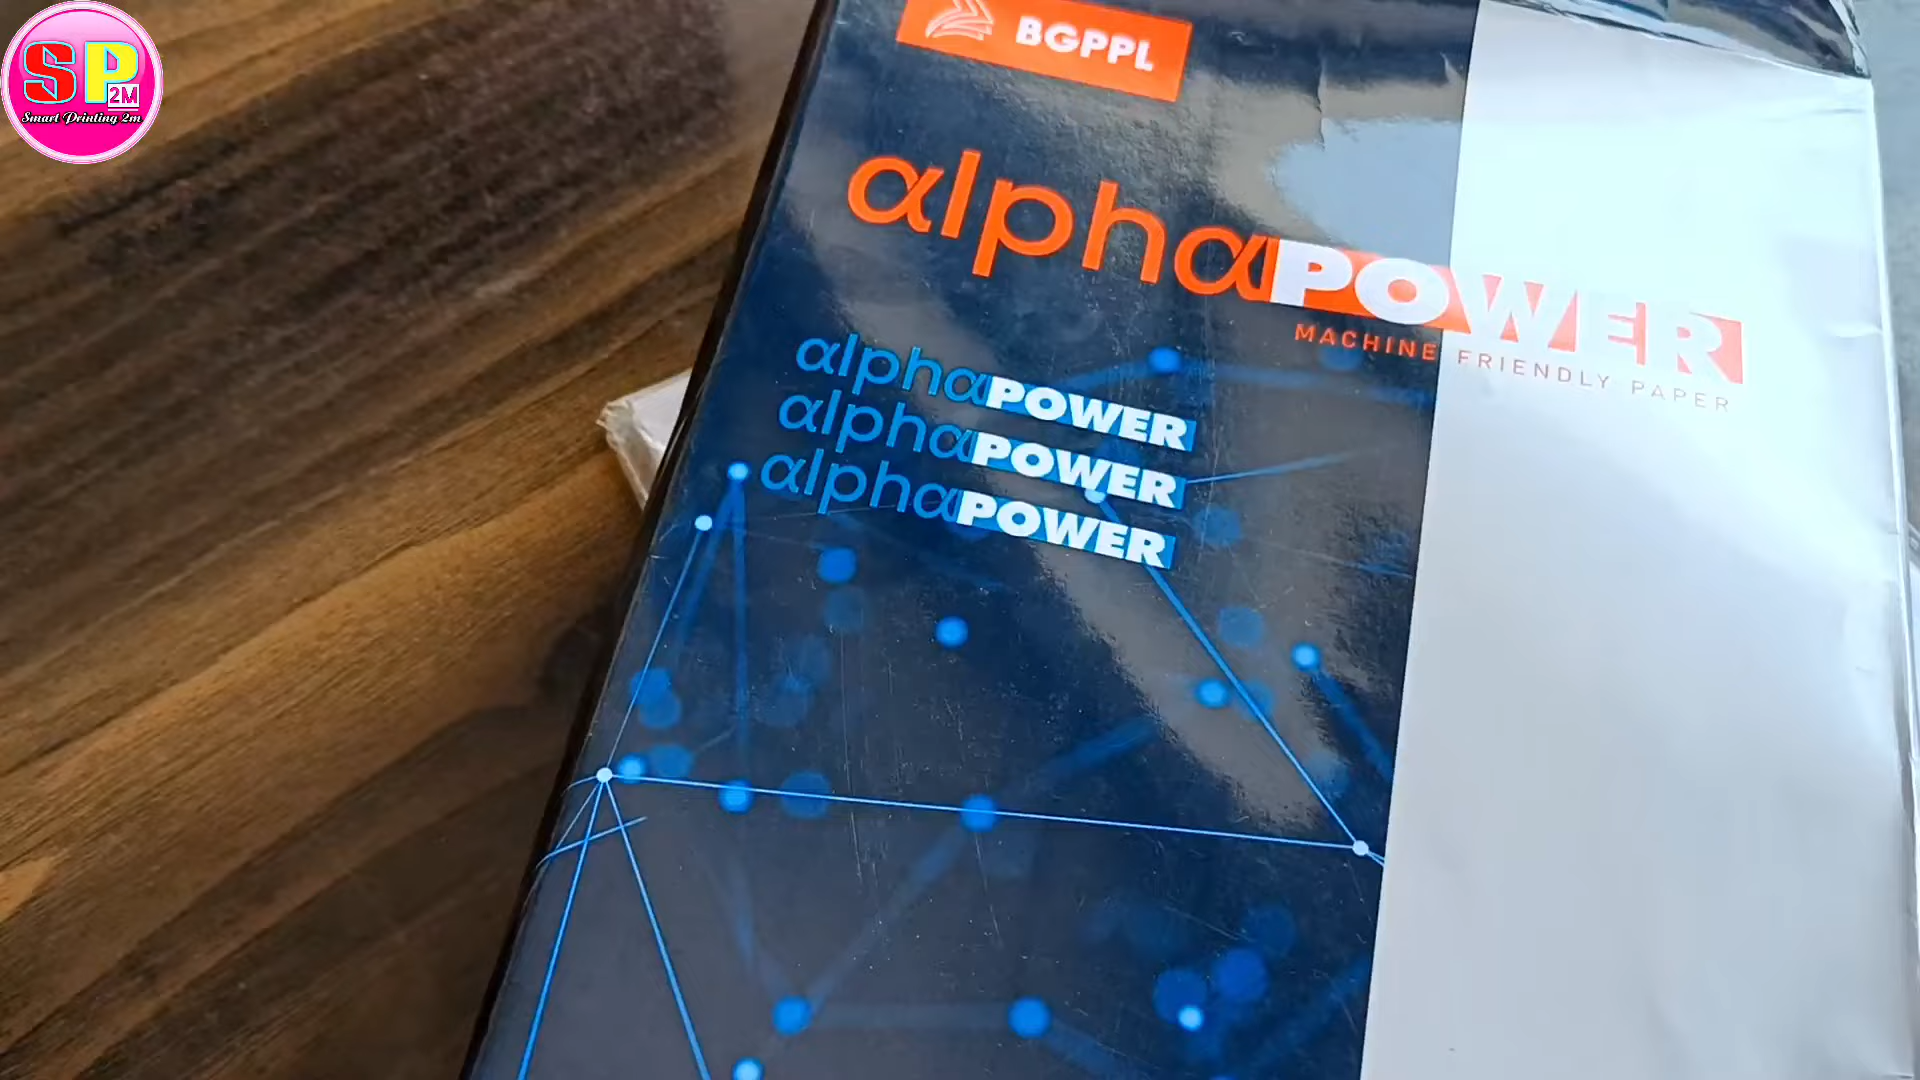 SP
2M
Smart Printing 2m
BGPPL
alphaPOWER
MACHINE FRIENDLY PAPER
alphaPOWER
alphaPOWER
alphaPOWER